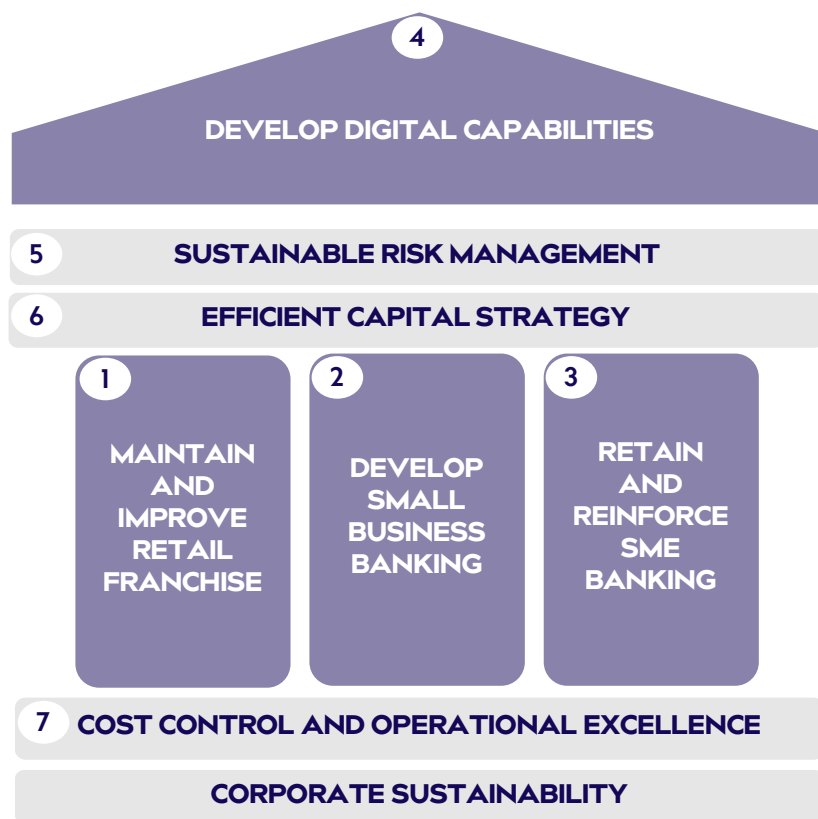 4
DEVELOP DIGITAL CAPABILITIES
5
SUSTAINABLE RISK MANAGEMENT
6
EFFICIENT CAPITAL STRATEGY
1
MAINTAIN
AND
IMPROVE
RETAIL
FRANCHISE
2
DEVELOP
SMALL
BUSINESS
BANKING
3
RETAIN
AND
REINFORCE
SME
BANKING
7
COST CONTROL AND OPERATIONAL EXCELLENCE
CORPORATE SUSTAINABILITY